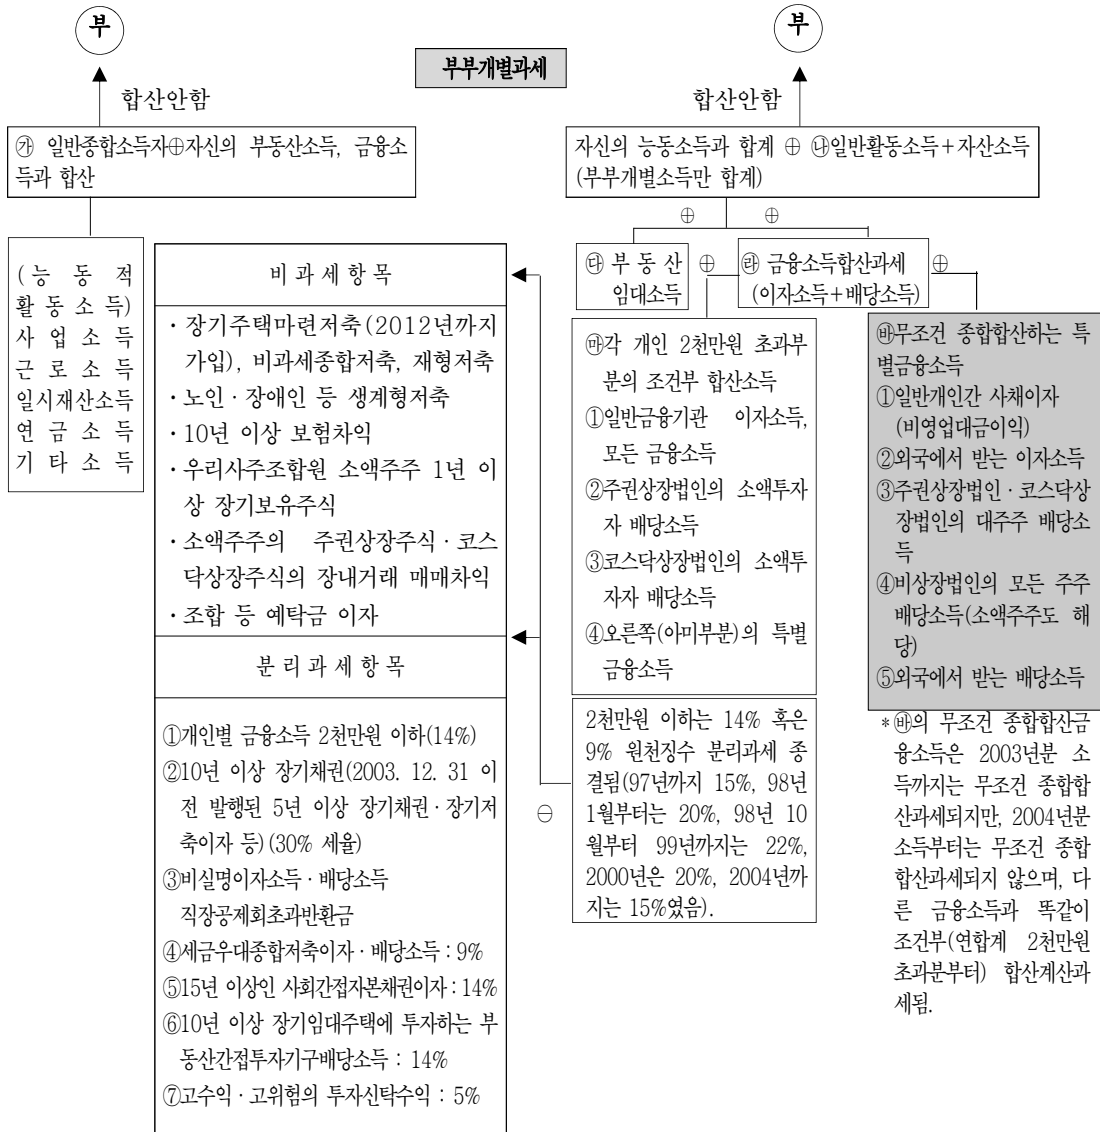 부
부
부부개별과세
합산안함
합산안함
㉮ 일반종합소득자⊕자신의 부동산소득, 금융소
득과 합산
자신의 능동소득과 합계 ⊕ ㉯일반활동소득+자산소득
(부부개별소득만 합계)
⊕ ⊕
(능 동 적
활동소득)
사 업 소 득
근 로 소 득
일시재산소득
연 금 소 득
기 타 소 득
비과세항목
· 장기주택마련저축(2012년까지
가입), 비과세종합저축, 재형저축
· 노인 · 장애인 등 생계형저축
· 10년 이상 보험차익
· 우리사주조합원 소액주주 1년 이
상 장기보유주식
· 소액주주의 주권상장주식 · 코스
닥상장주식의 장내거래 매매차익
· 조합 등 예탁금 이자
분리과세항목
①개인별 금융소득 2천만원 이하(14%)
②10년 이상 장기채권(2003. 12. 31 이
전 발행된 5년 이상 장기채권 · 장기저
축이자 등) (30% 세율)
③비실명이자소득 · 배당소득
직장공제회초과반환금
④세금우대종합저축이자 · 배당소득 : 9%
⑤15년 이상인 사회간접자본채권이자 : 14%
⑥10년 이상 장기임대주택에 투자하는 부
동산간접투자기구배당소득 : 14%
⑦고수익 · 고위험의 투자신탁수익 : 5%
㉰ 부 동 산
임대소득
⊕
㉱ 금융소득합산과세
(이자소득+배당소득)
⊕
㉲각 개인 2천만원 초과부
분의 조건부 합산소득
①일반금융기관 이자소득,
모든 금융소득
②주권상장법인의 소액투자
자 배당소득
③코스닥상장법인의 소액투
자자 배당소득
④오른쪽(아미부분)의 특별
금융소득
⊖
2천만원 이하는 14% 혹은
9% 원천징수 분리과세 종
결됨(97년까지 15%, 98년
1월부터는 20%, 98년 10
월부터 99년까지는 22%,
2000년은 20%, 2004년까
지는 15%였음).
㉳무조건 종합합산하는 특
별금융소득
①일반개인간 사채이자
(비영업대금이익)
②외국에서 받는 이자소득
③주권상장법인 · 코스닥상
장법인의 대주주 배당소
득
④비상장법인의 모든 주주
배당소득(소액주주도 해
당)
⑤외국에서 받는 배당소득
* ㉳의 무조건 종합합산금
융소득은 2003년분 소
득까지는 무조건 종합합
산과세되지만, 2004년분
소득부터는 무조건 종합
합산과세되지 않으며, 다
른 금융소득과 똑같이
조건부(연합계 2천만원
초과분부터) 합산계산과
세됨.